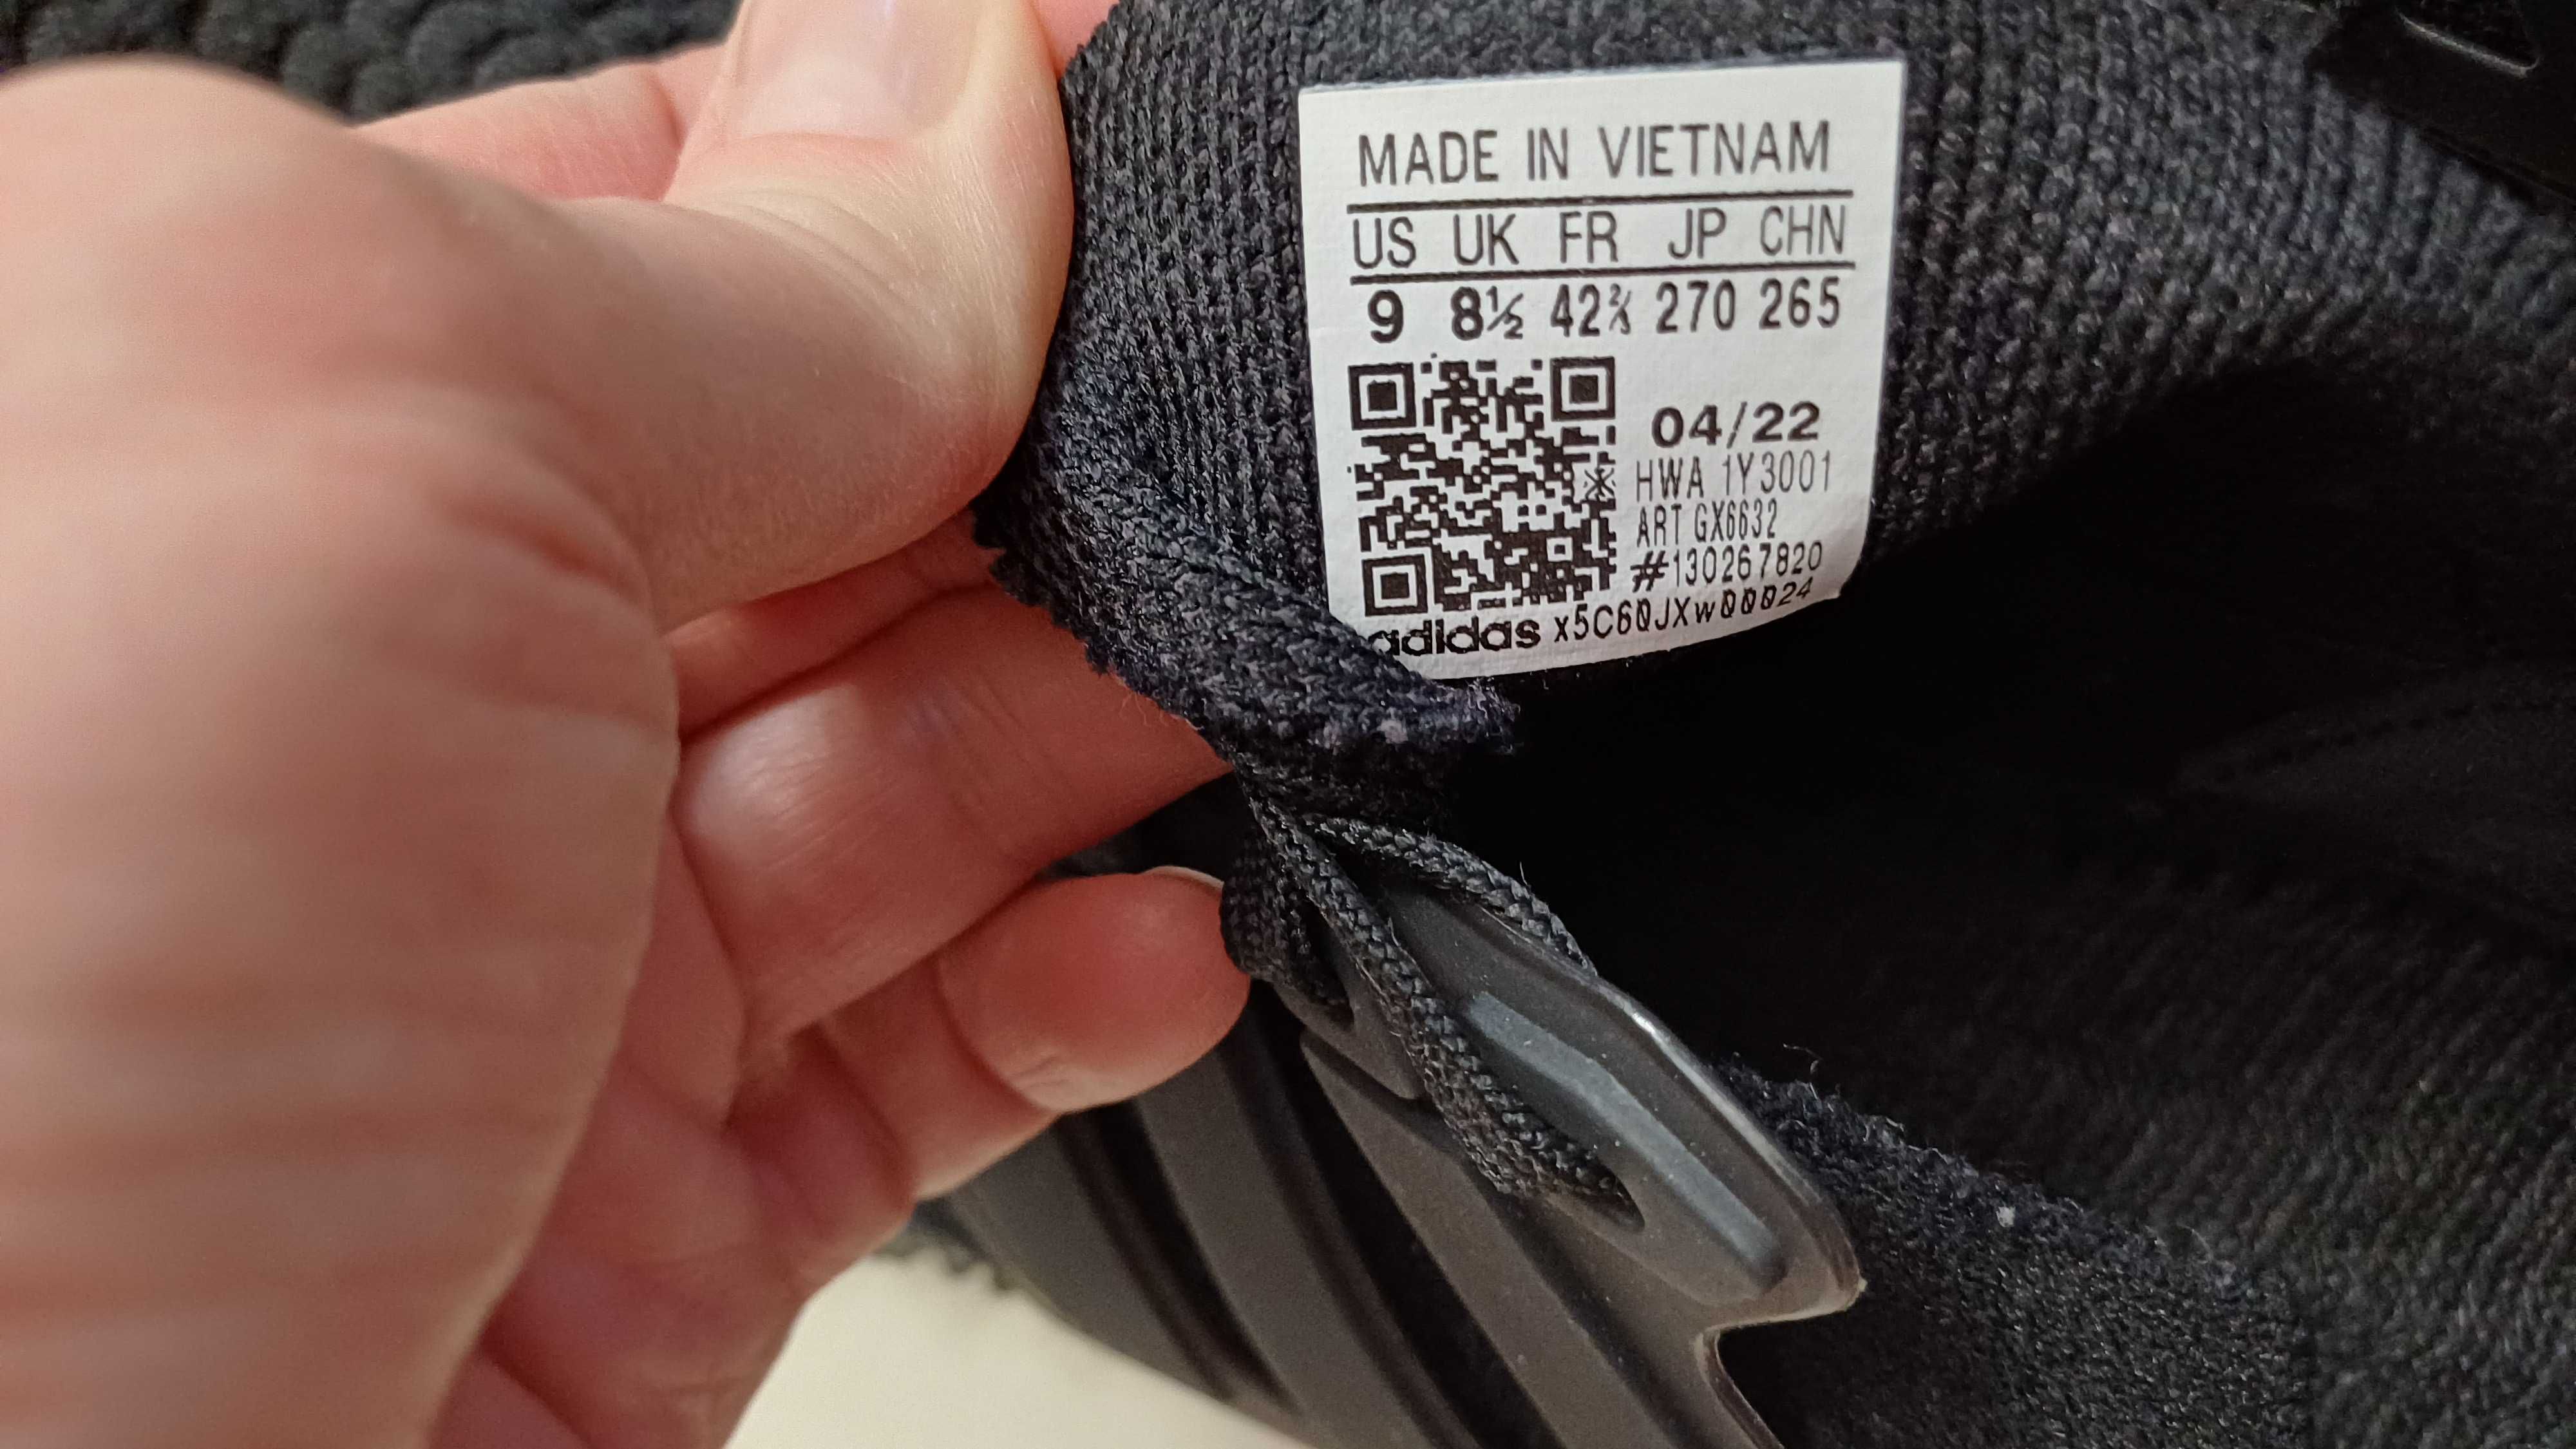 MADE IN VIETNAM
US UK FR JP CHN
9 8½ 42⅔ 270 265
04/22
HWA 1Y3001
ART GX6632
#130267820
adidas x5C60JXw00024